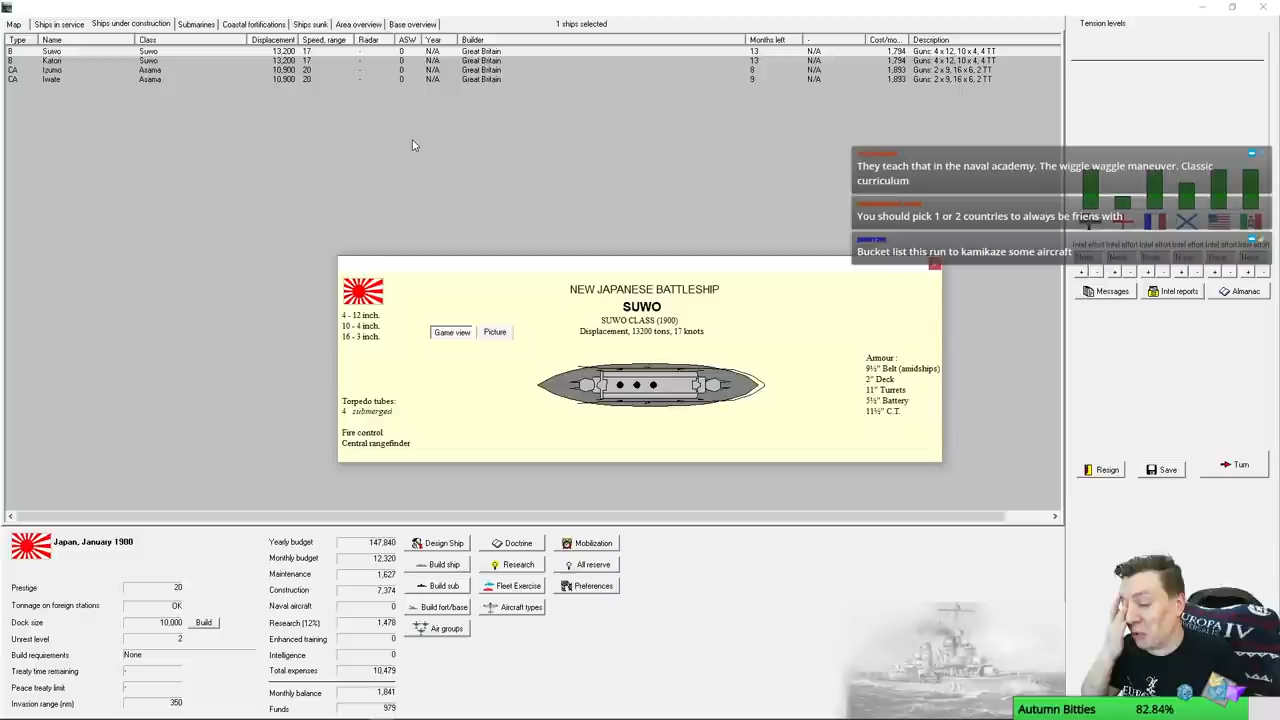 Map Ships in service Ships under construction Submarines Coastal fortifications Ships sunk Area overview Base overview 1 ships selected
Tension levels
Type Name Class Displacement Speed, range Radar ASW Year Builder Months left - Cost/mo... Description
B Suwo Suwo 13,200 17 - 0 N/A Great Britain 13 N/A 1,794 Guns: 4 x 12, 10 x 4, 4 TT
B Katori Suwo 13,200 17 - 0 N/A Great Britain 13 N/A 1,794 Guns: 4 x 12, 10 x 4, 4 TT
CA Izumo Asama 10,900 20 - 0 N/A Great Britain 8 N/A 1,893 Guns: 2 x 9, 16 x 6, 2 TT
CA Iwate Asama 10,900 20 - 0 N/A Great Britain 9 N/A 1,893 Guns: 2 x 9, 16 x 6, 2 TT
They teach that in the naval academy. The wiggle waggle maneuver. Classic
curriculum
You should pick 1 or 2 countries to always be friens with
Bucket list this run to kamikaze some aircraft
Intel effort Intel effort Intel effort Intel effort Intel effort Intel effort
+ - + - + - + - + - + -
Messages Intel reports Almanac
NEW JAPANESE BATTLESHIP
SUWO
SUWO CLASS (1900)
Displacement, 13200 tons, 17 knots
4 - 12 inch.
10 - 4 inch.
16 - 3 inch.
Game view Picture
Armour :
9½" Belt (amidships)
2" Deck
11" Turrets
5½" Battery
11½" C.T.
Torpedo tubes:
4 submerged
Fire control
Central rangefinder
Resign Save Turn
Japan, January 1900
Prestige 20
Tonnage on foreign stations OK
Dock size 10,000 Build
Unrest level 2
Build requirements None
Treaty time remaining -
Peace treaty limit -
Invasion range (nm) 350
Yearly budget 147,840
Monthly budget 12,320
Maintenance 1,627
Construction 7,374
Naval aircraft 0
Research (12%) 1,478
Enhanced training 0
Intelligence 0
Total expenses 10,479
Monthly balance 1,841
Funds 979
Design Ship Doctrine Mobilization
Build ship Research All reserve
Build sub Fleet Exercise Preferences
Build fort/base Aircraft types
Air groups
EUROPA IV
Autumn Bitties 82.84%